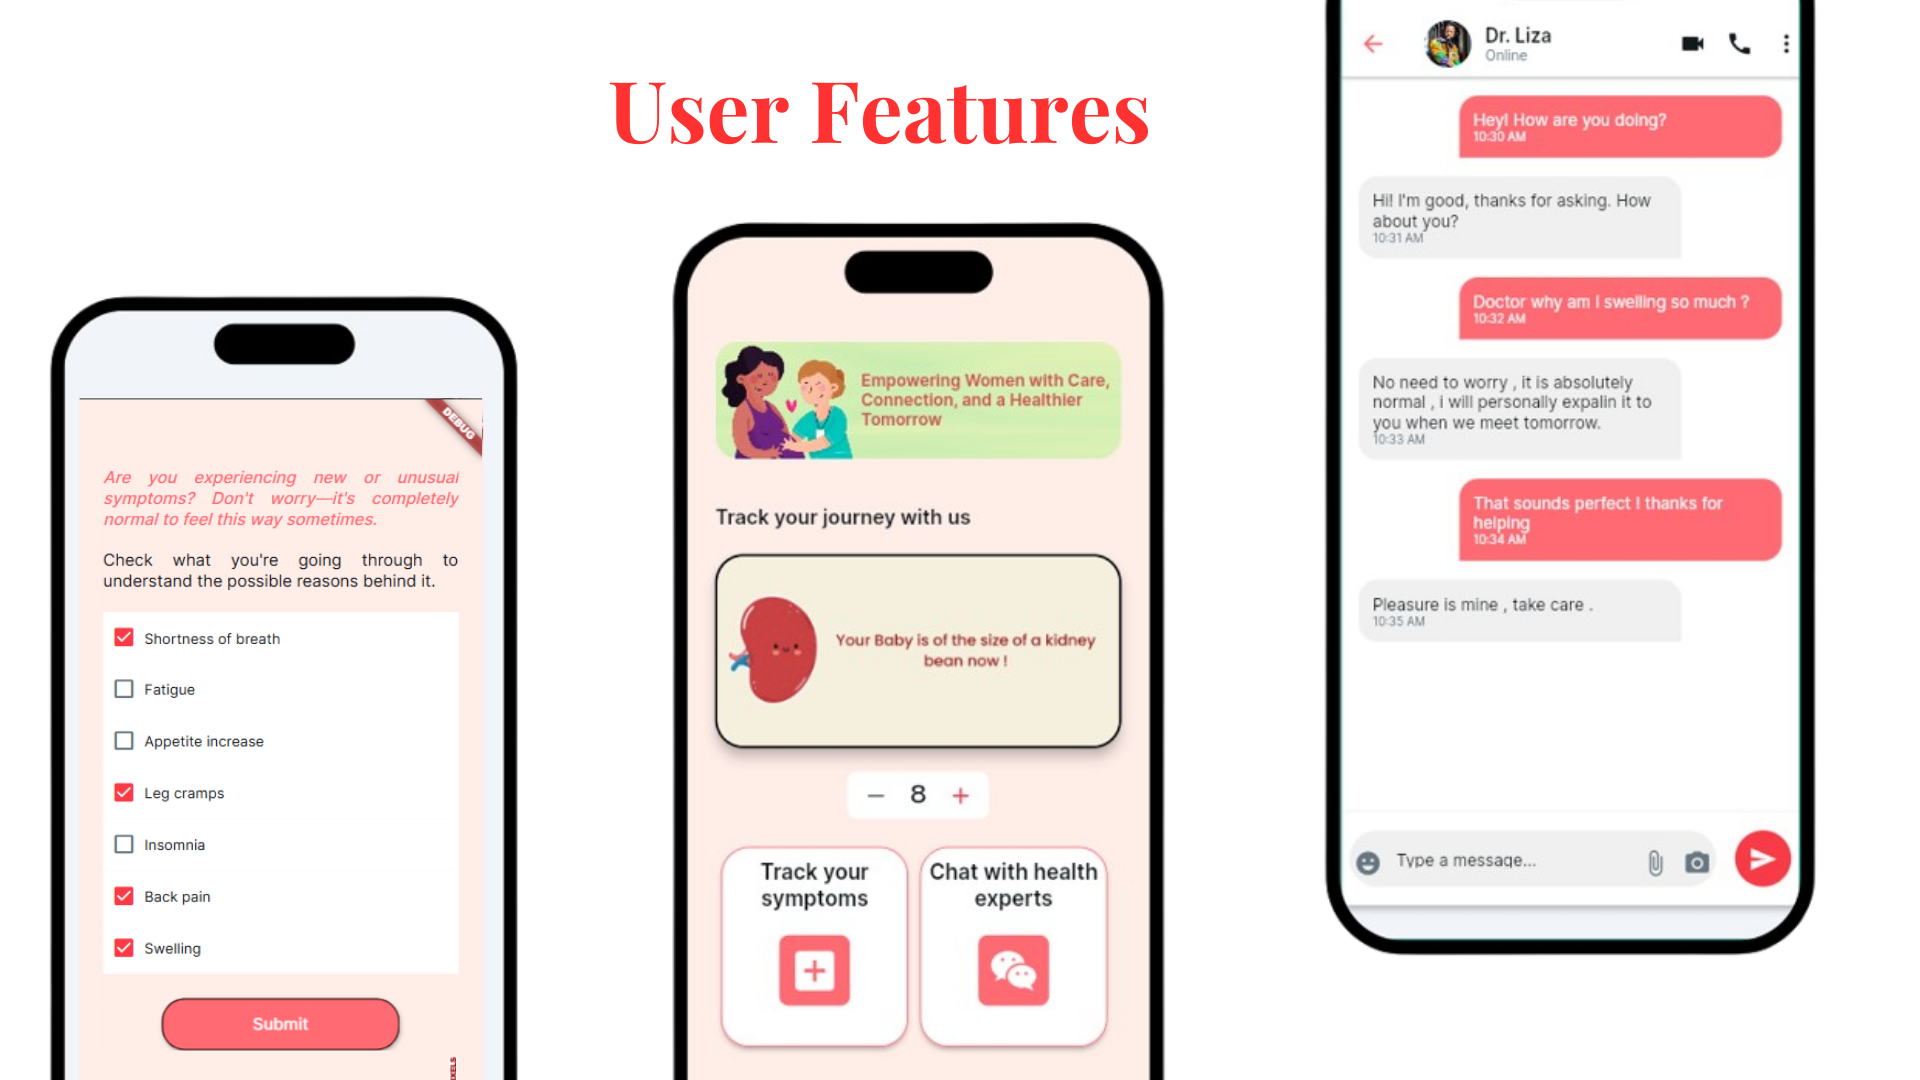 User Features
DEBUG
Are you experiencing new or unusual
symptoms? Don't worry—it's completely
normal to feel this way sometimes.
Check what you're going through to
understand the possible reasons behind it.
Shortness of breath
Fatigue
Appetite increase
Leg cramps
Insomnia
Back pain
Swelling
Submit
Empowering Women with Care,
Connection, and a Healthier
Tomorrow
Track your journey with us
Your Baby is of the size of a kidney
bean now !
8
Track your
symptoms
Chat with health
experts
Dr. Liza
Online
Hey! How are you doing?
10:30 AM
Hi! I'm good, thanks for asking. How
about you?
10:31 AM
Doctor why am I swelling so much ?
10:32 AM
No need to worry , it is absolutely
normal , i will personally expalin it to
you when we meet tomorrow.
10:33 AM
That sounds perfect ! thanks for
helping
10:34 AM
Pleasure is mine , take care .
10:35 AM
Type a message...